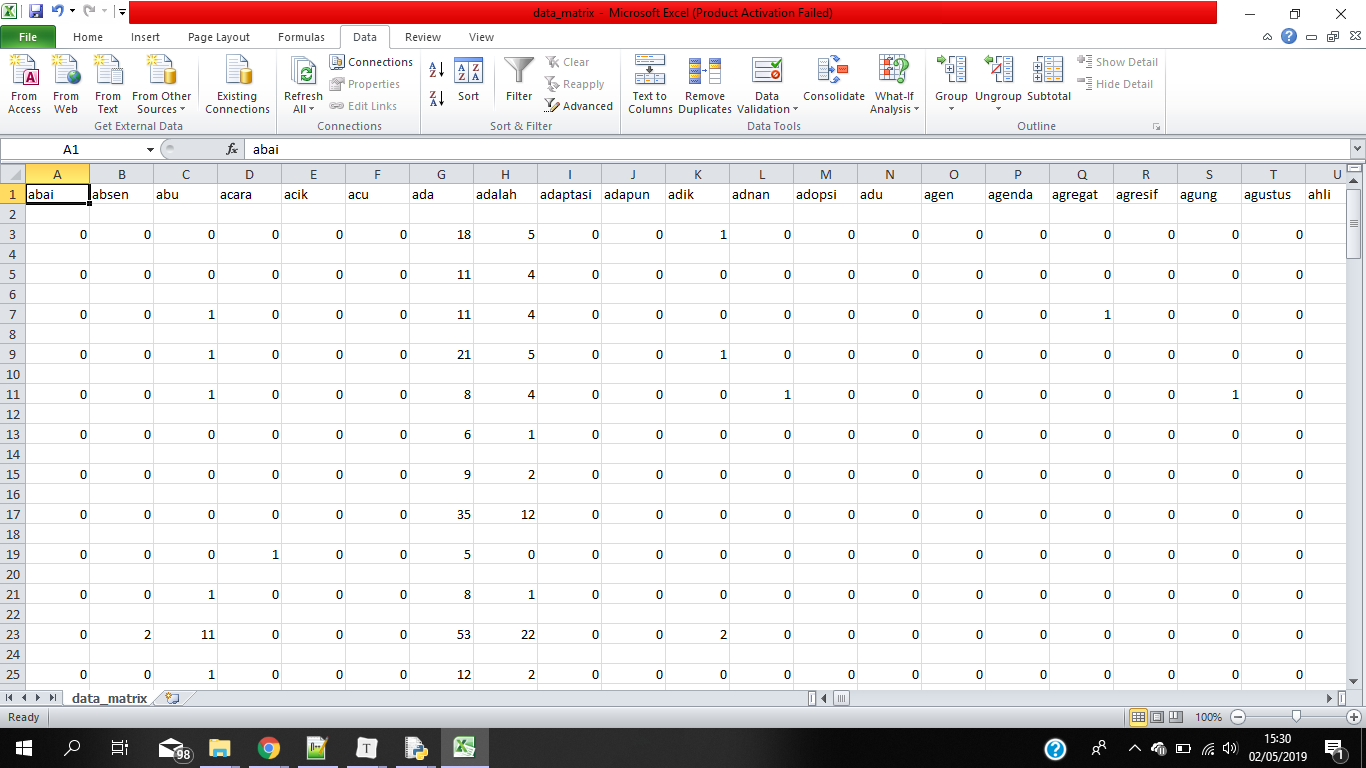 data_matrix - Microsoft Excel (Product Activation Failed)
File Home Insert Page Layout Formulas Data Review View
From Access From Web From Text From Other Sources Existing Connections Refresh All Connections Properties Edit Links Sort Filter Clear Reapply Advanced Text to Columns Remove Duplicates Data Validation Consolidate What-If Analysis Group Ungroup Subtotal Show Detail Hide Detail
Get External Data Connections Sort & Filter Data Tools Outline
A1 fx abai
A B C D E F G H I J K L M N O P Q R S T U
1 abai absen abu acara acik acu ada adalah adaptasi adapun adik adnan adopsi adu agen agenda agregat agresif agung agustus ahli
2
3 0 0 0 0 0 0 18 5 0 0 1 0 0 0 0 0 0 0 0 0
4
5 0 0 0 0 0 0 11 4 0 0 0 0 0 0 0 0 0 0 0 0
6
7 0 0 1 0 0 0 11 4 0 0 0 0 0 0 0 0 1 0 0 0
8
9 0 0 1 0 0 0 21 5 0 0 1 0 0 0 0 0 0 0 0 0
10
11 0 0 1 0 0 0 8 4 0 0 0 1 0 0 0 0 0 0 1 0
12
13 0 0 0 0 0 0 6 1 0 0 0 0 0 0 0 0 0 0 0 0
14
15 0 0 0 0 0 0 9 2 0 0 0 0 0 0 0 0 0 0 0 0
16
17 0 0 0 0 0 0 35 12 0 0 0 0 0 0 0 0 0 0 0 0
18
19 0 0 0 1 0 0 5 0 0 0 0 0 0 0 0 0 0 0 0 0
20
21 0 0 1 0 0 0 8 1 0 0 0 0 0 0 0 0 0 0 0 0
22
23 0 2 11 0 0 0 53 22 0 0 2 0 0 0 0 0 0 0 0 0
24
25 0 0 1 0 0 0 12 2 0 0 0 0 0 0 0 0 0 0 0 0
data_matrix
Ready 100%
98 T 15:30
02/05/2019 1